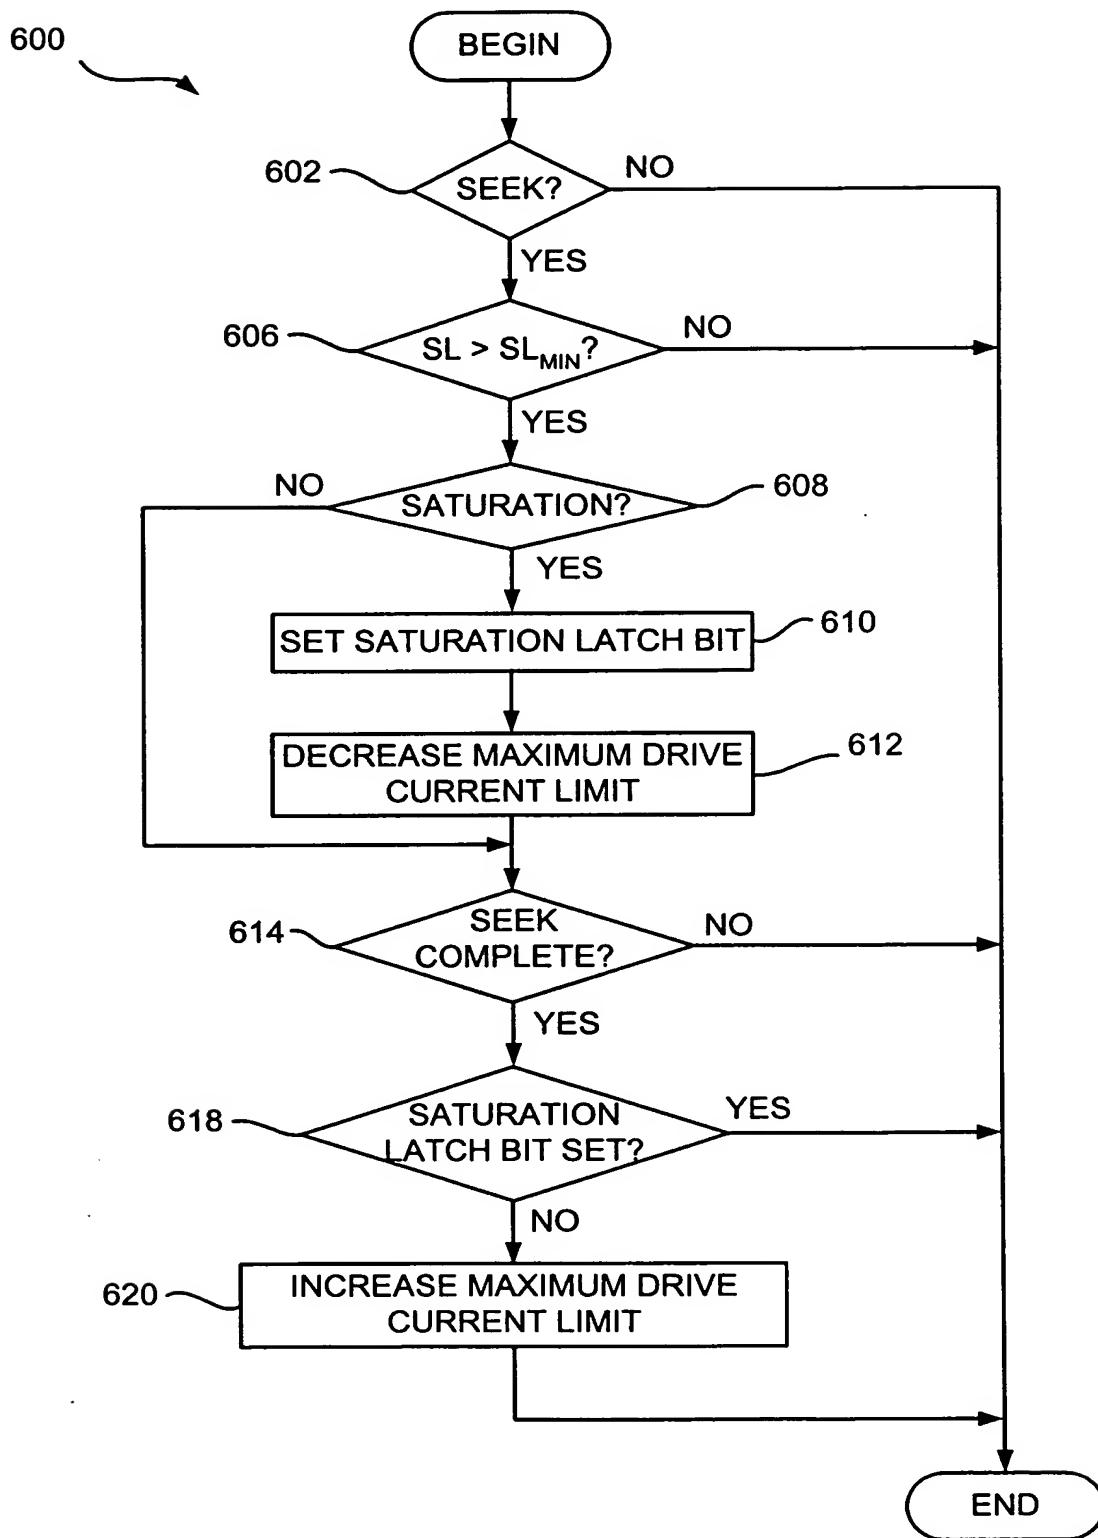 600
BEGIN
602
SEEK?
NO
YES
606
SL > SLMIN?
NO
YES
NO
SATURATION?
608
YES
SET SATURATION LATCH BIT
610
DECREASE MAXIMUM DRIVE
CURRENT LIMIT
612
614
SEEK
COMPLETE?
NO
YES
618
SATURATION
LATCH BIT SET?
YES
NO
620
INCREASE MAXIMUM DRIVE
CURRENT LIMIT
END